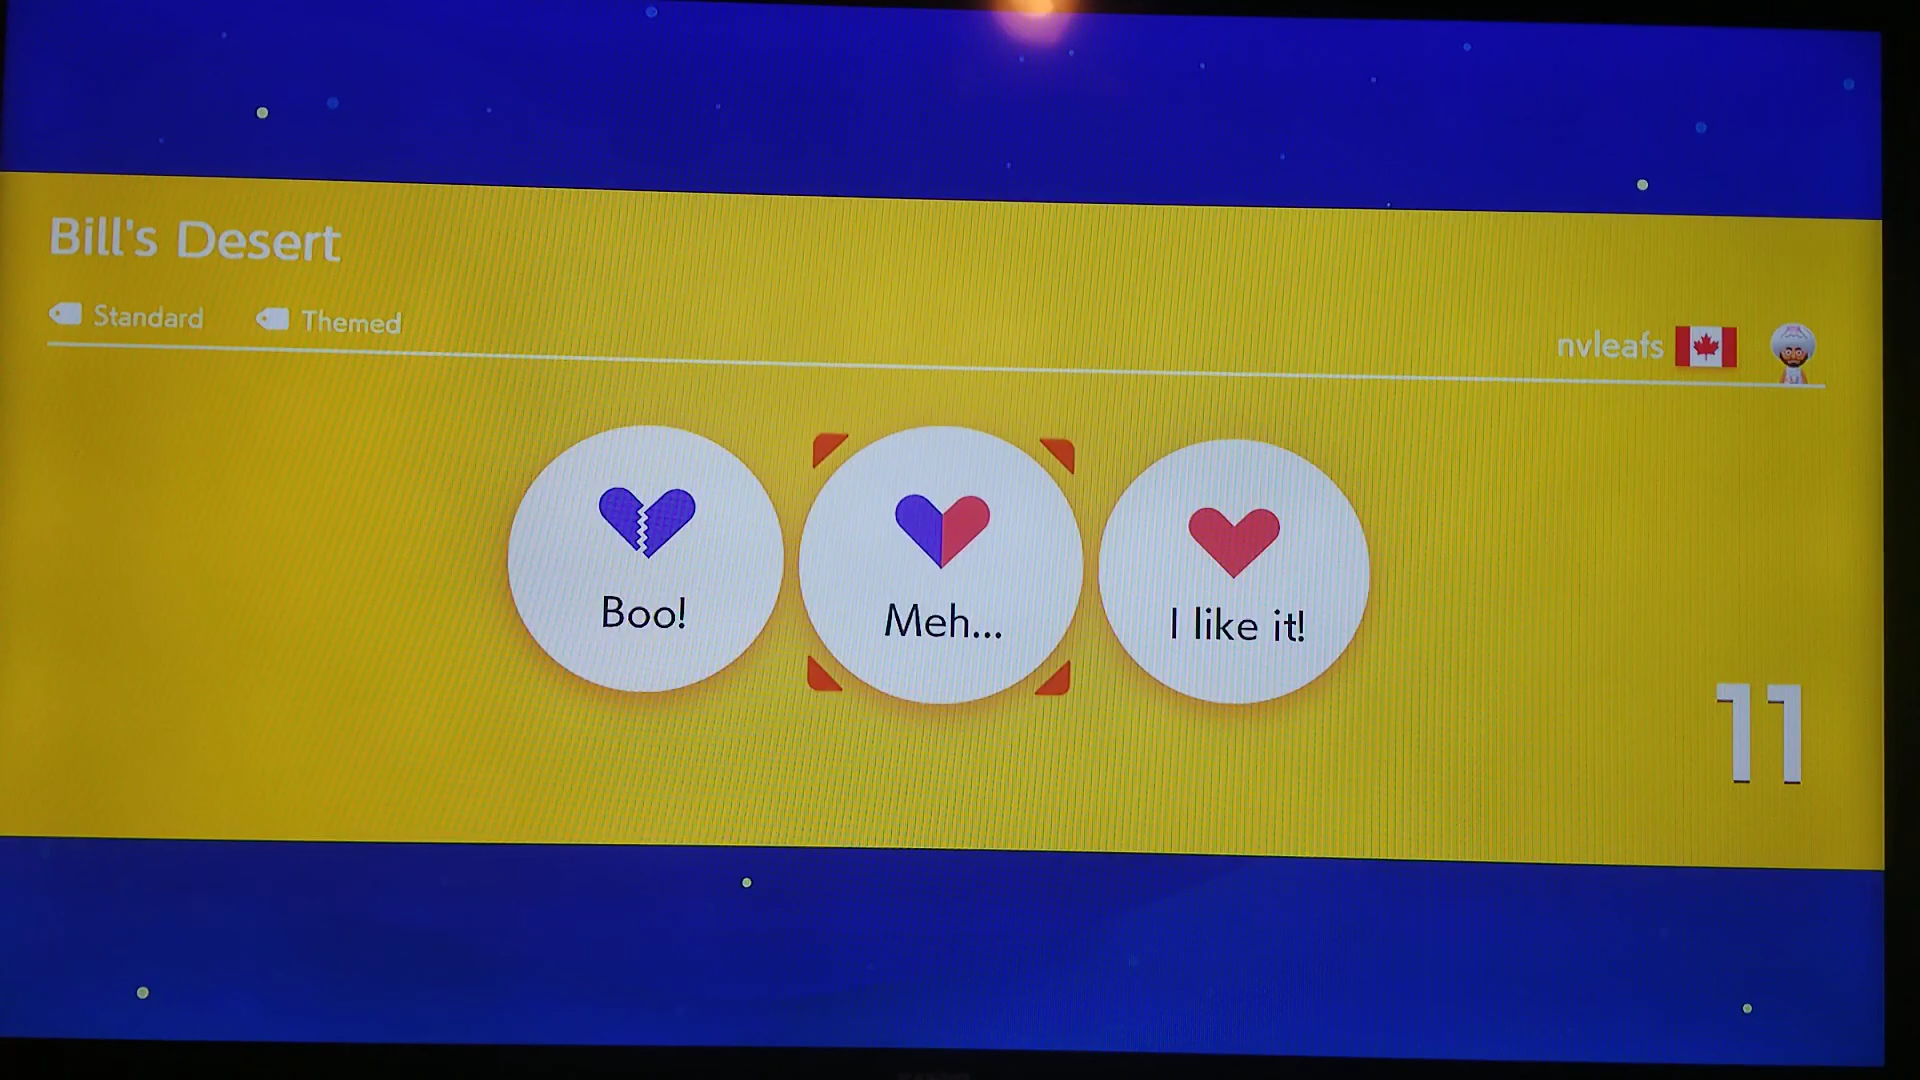 Bill's Desert
Standard Themed
nvleafs
Boo!
Meh...
I like it!
11